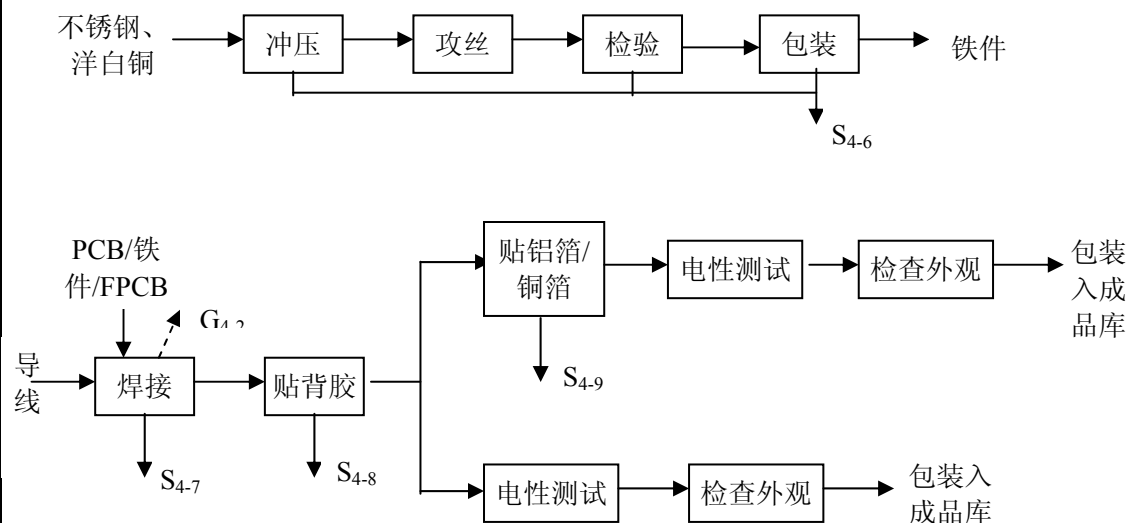 不锈钢、
洋白铜
冲压
攻丝
检验
包装
铁件
S4-6
PCB/铁
件/FPCB
G4-2
导
线
焊接
S4-7
贴背胶
S4-8
贴铝箔/
铜箔
S4-9
电性测试
检查外观
包装
入成
品库
电性测试
检查外观
包装入
成品库